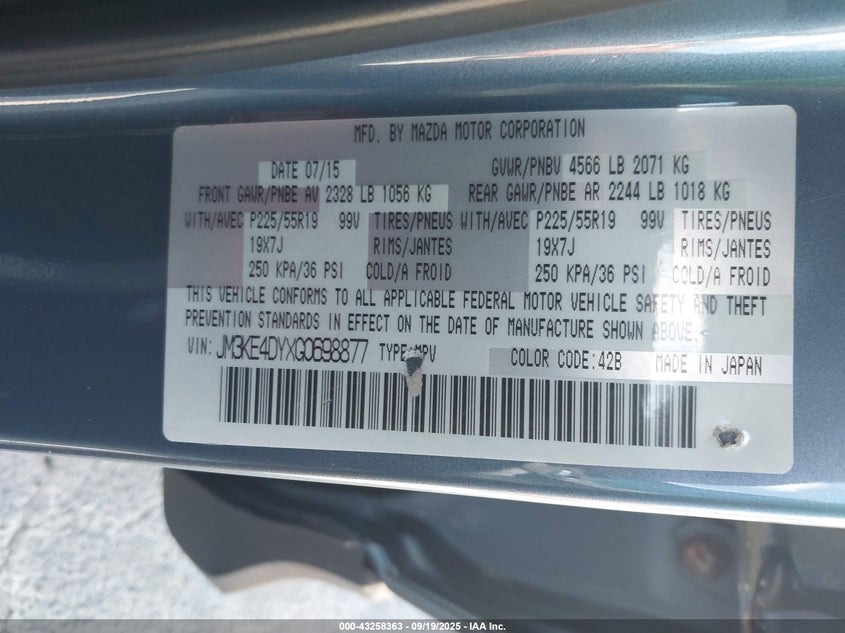 MFD. BY MAZDA MOTOR CORPORATION
DATE 07/15 GVWR/PNBV 4566 LB 2071 KG
FRONT GAWR/PNBE AV 2328 LB 1056 KG REAR GAWR/PNBE AR 2244 LB 1018 KG
WITH/AVEC P225/55R19 99V TIRES/PNEUS WITH/AVEC P225/55R19 99V TIRES/PNEUS
19X7J RIMS/JANTES 19X7J RIMS/JANTES
250 KPA/36 PSI COLD/A FROID 250 KPA/36 PSI COLD/A FROID
THIS VEHICLE CONFORMS TO ALL APPLICABLE FEDERAL MOTOR VEHICLE SAFETY AND THEFT
PREVENTION STANDARDS IN EFFECT ON THE DATE OF MANUFACTURE SHOWN ABOVE.
VIN: JM3KE4DYXG0698877 TYPE:MPV COLOR CODE:42B MADE IN JAPAN
000-43258363 - 09/19/2025 - IAA Inc.